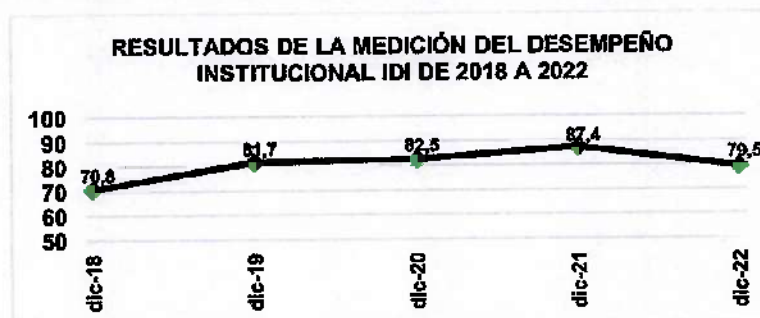 RESULTADOS DE LA MEDICIÓN DEL DESEMPEÑO
INSTITUCIONAL IDI DE 2018 A 2022
100
90
80
70
60
50
70,8
81,7
82,5
87,4
79,5
dic-18
dic-19
dic-20
dic-21
dic-22